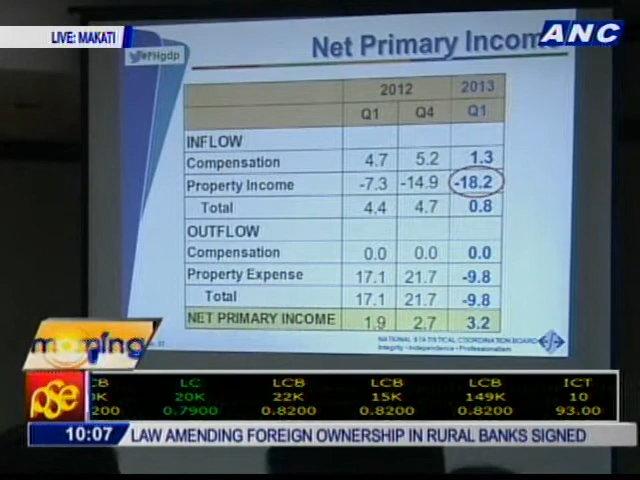 LIVE: MAKATI
ANC
#PHgdp
Net Primary Income
2012 2013
Q1 Q4 Q1
INFLOW
Compensation 4.7 5.2 1.3
Property Income -7.3 -14.9 -18.2
Total 4.4 4.7 0.8
OUTFLOW
Compensation 0.0 0.0 0.0
Property Expense 17.1 21.7 -9.8
Total 17.1 21.7 -9.8
NET PRIMARY INCOME 1.9 2.7 3.2
NATIONAL STATISTICAL COORDINATION BOARD
Integrity · Independence · Professionalism
pse
CB LC LCB LCB LCB ICT
0K 20K 22K 15K 149K 10
200 0.7900 0.8200 0.8200 0.8200 93.00
10:07 LAW AMENDING FOREIGN OWNERSHIP IN RURAL BANKS SIGNED